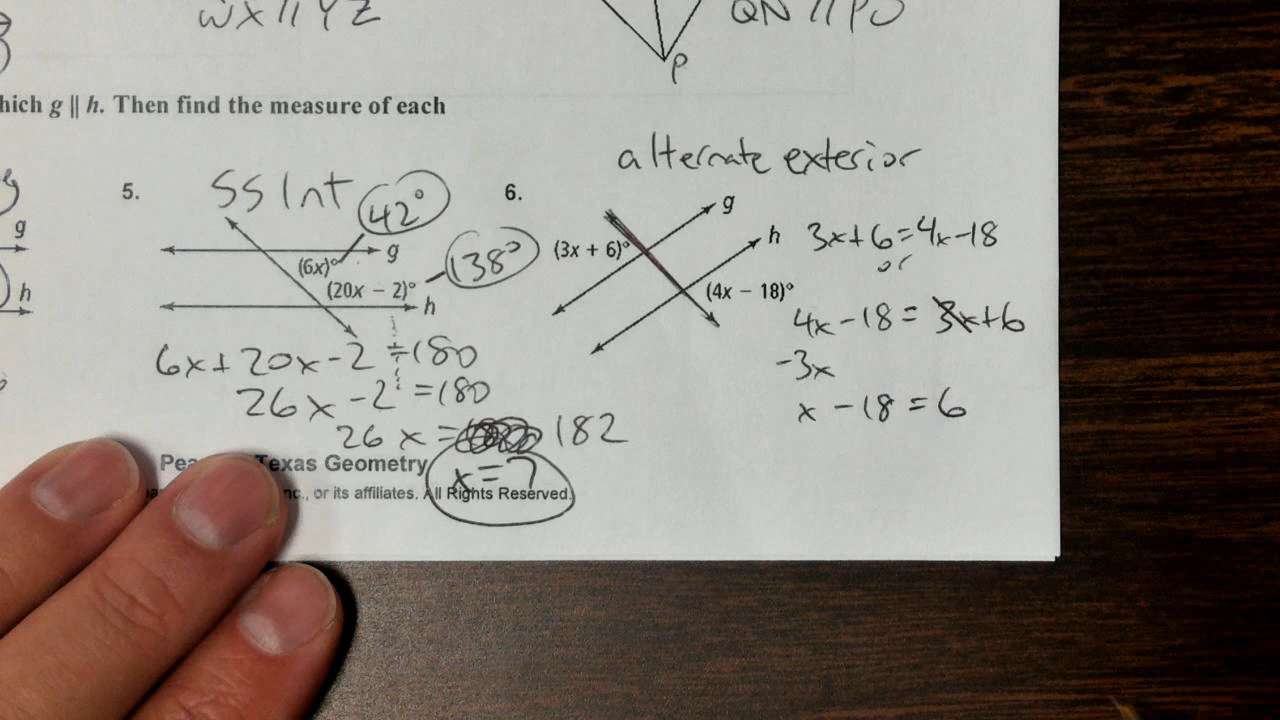 WX // YZ
QN // PO
P
hich g || h. Then find the measure of each
alternate exterior
5.
SS Int
42°
6.
g
g
g
h
3x+6=4x-18
(3x + 6)°
138°
(6x)°
or
(20x − 2)°
(4x − 18)°
h
h
4x-18 = 3x+6
6x+20x-2 = 180
-3x
26x -2 = 180
x -18 = 6
26x = 182
Texas Geometry
x=7
nc., or its affiliates. All Rights Reserved.